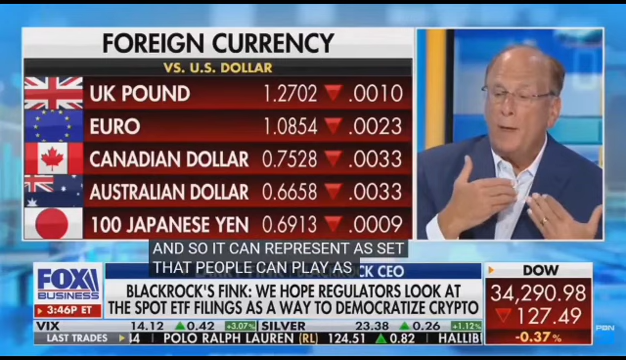 FOREIGN CURRENCY
VS. U.S. DOLLAR
UK POUND 1.2702 ▼ .0010
EURO 1.0854 ▼ .0023
CANADIAN DOLLAR 0.7528 ▼ .0033
AUSTRALIAN DOLLAR 0.6658 ▼ .0033
100 JAPANESE YEN 0.6913 ▼ .0009
AND SO IT CAN REPRESENT AS SET
THAT PEOPLE CAN PLAY AS
CK CEO
FOX
BUSINESS
3:46P ET
BLACKROCK'S FINK: WE HOPE REGULATORS LOOK AT
THE SPOT ETF FILINGS AS A WAY TO DEMOCRATIZE CRYPTO
DOW
34,290.98
▼ 127.49
-0.37%
PBN
VIX 14.12 ▲ 0.42 +3.07% SILVER 23.38 ▲ 0.26 +1.12%
LAST TRADES POLO RALPH LAUREN (RL) 124.51 ▲ 0.82 HALLIB